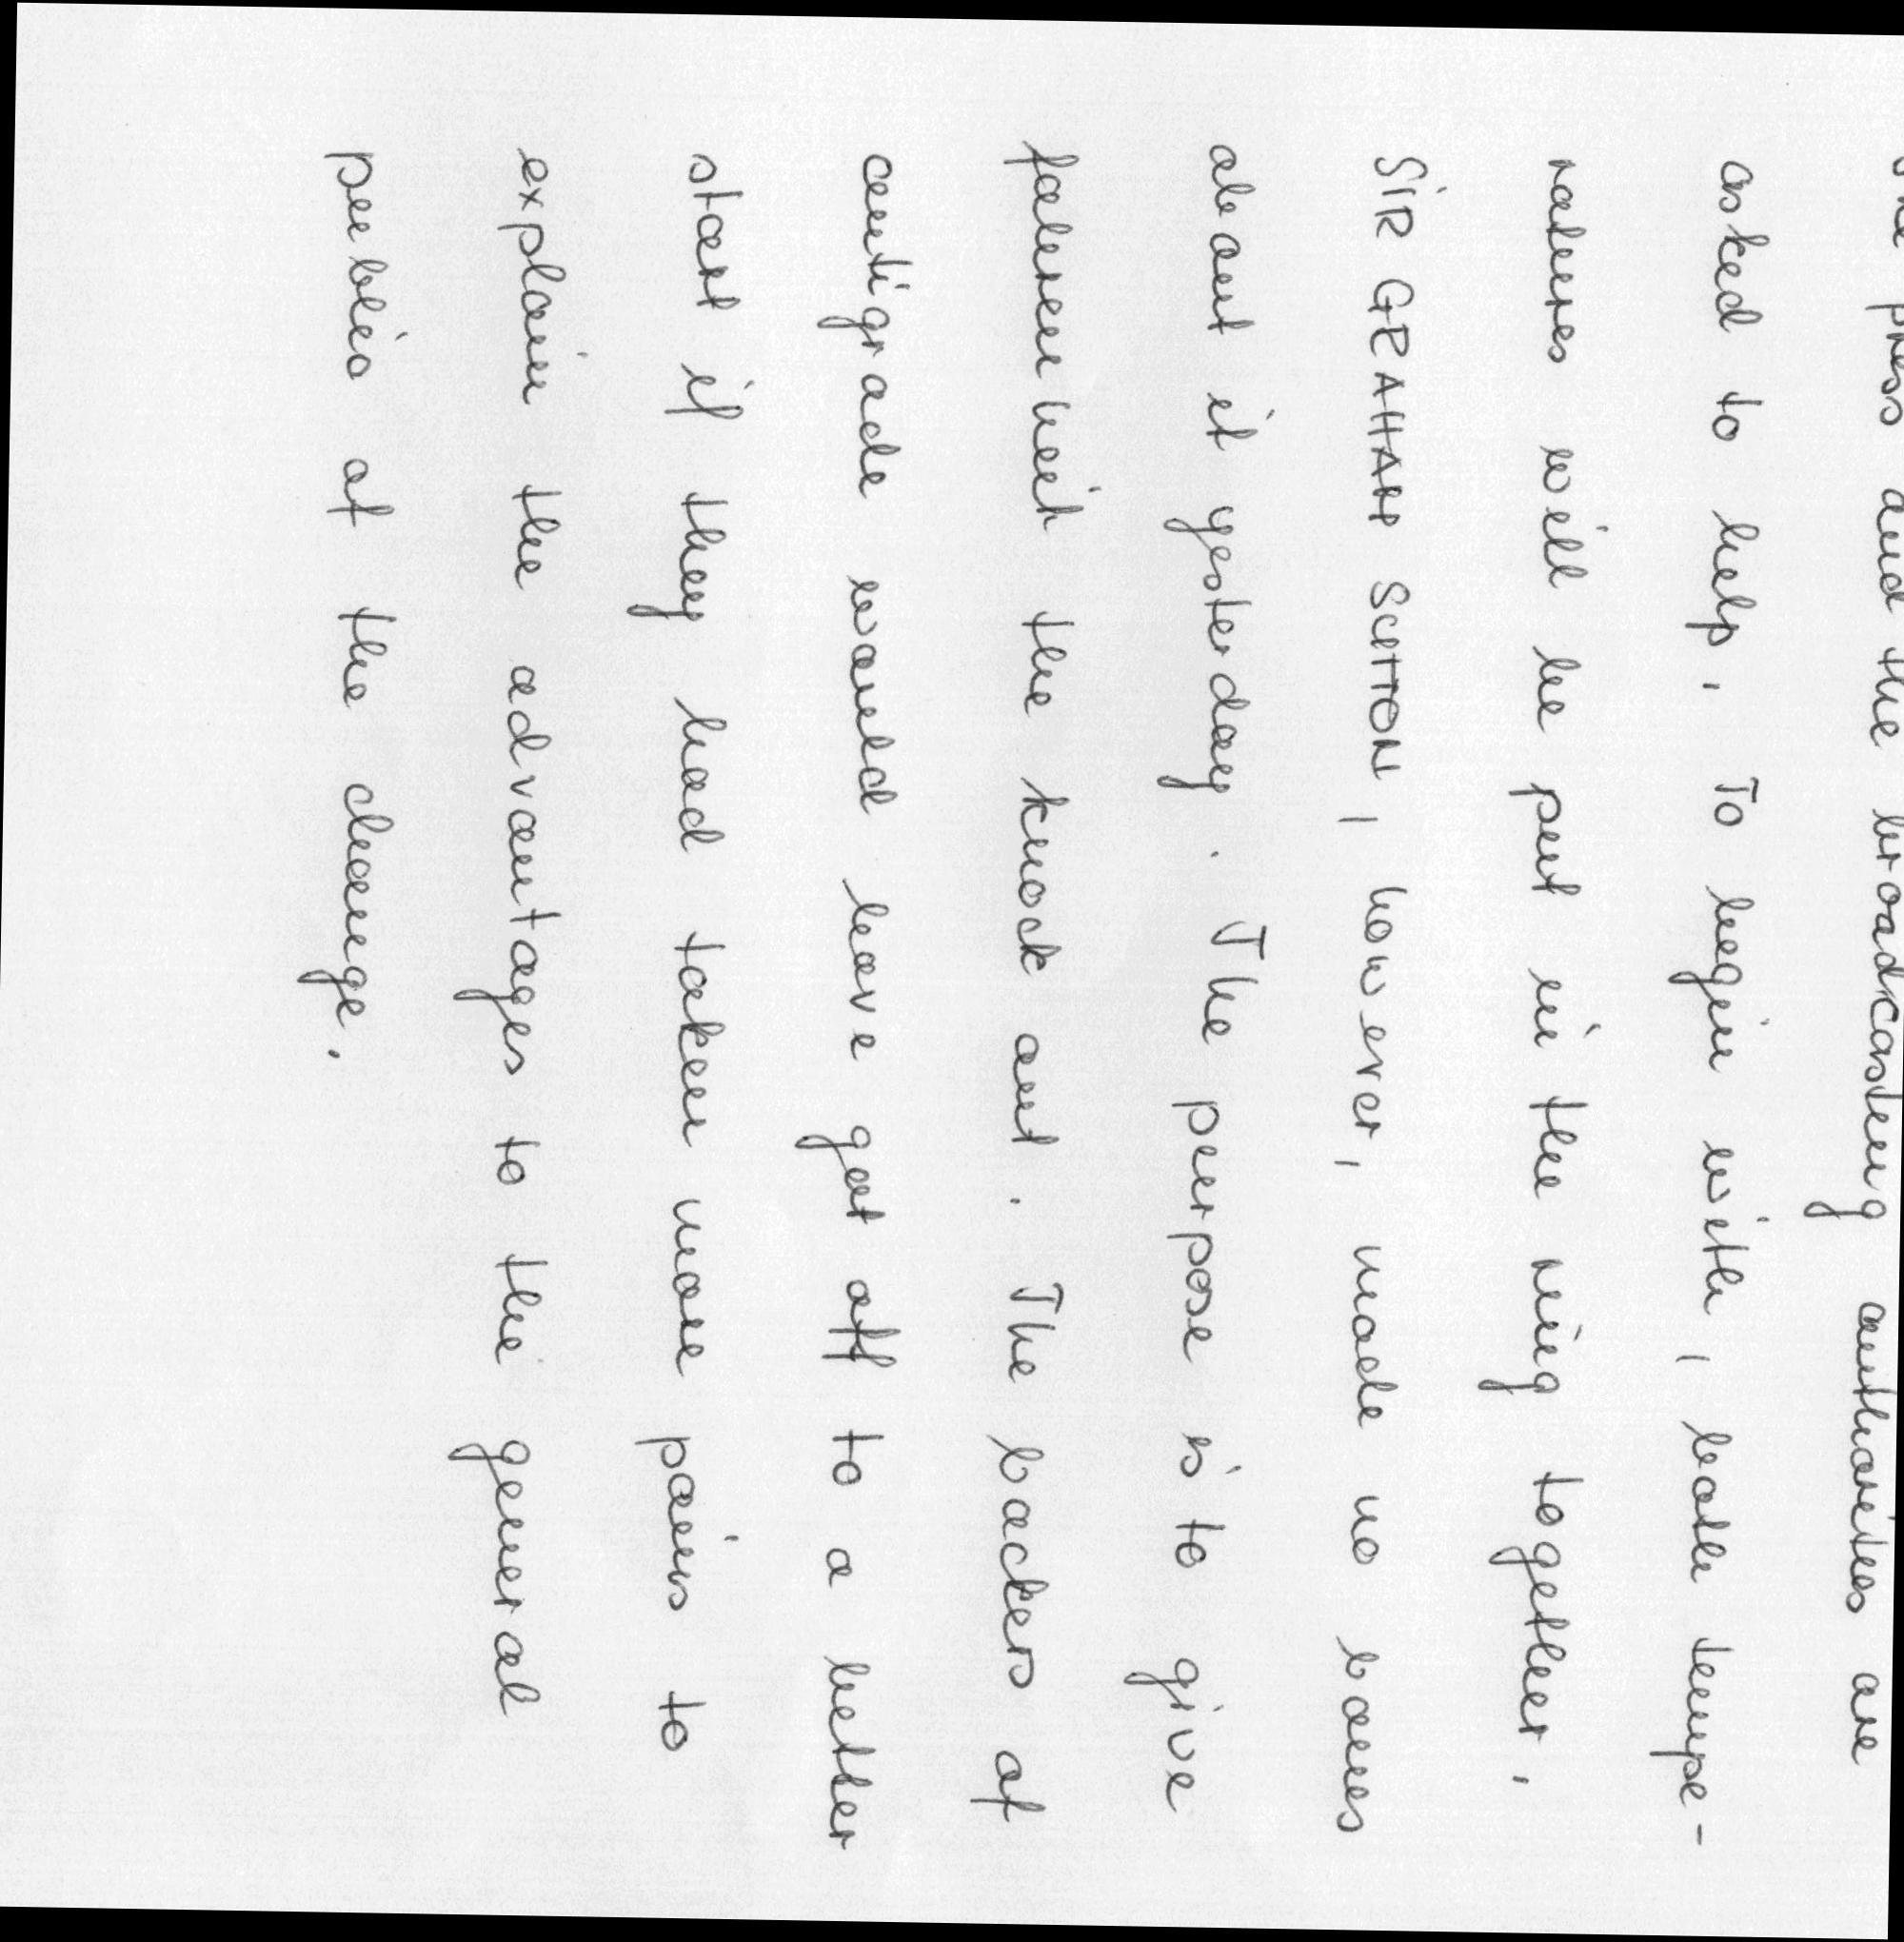 The press and the broadcasting authorities are
asked to help. To begin with, both tempe-
ratures will be put in the ring together.
SIR GRAHAM SUTTON, however, made no bones
about it yesterday. The purpose is to give
fahrenheit the knock out. The backers of
centigrade would have got off to a better
start if they had taken more pains to
explain the advantages to the general
public of the change.